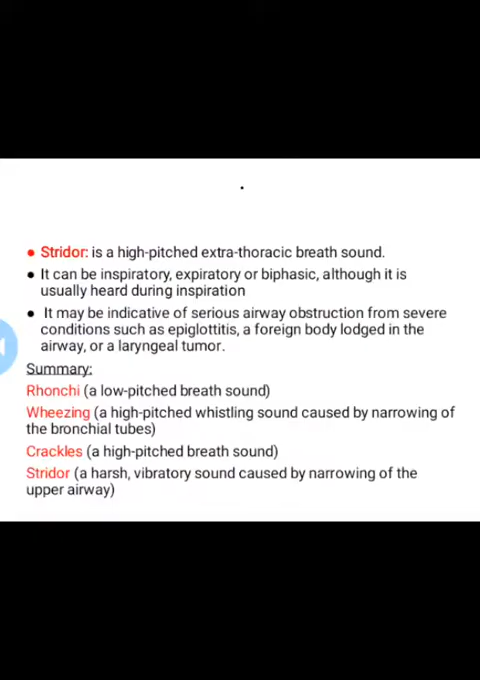 ● Stridor: is a high-pitched extra-thoracic breath sound.
● It can be inspiratory, expiratory or biphasic, although it is
usually heard during inspiration
● It may be indicative of serious airway obstruction from severe
conditions such as epiglottitis, a foreign body lodged in the
airway, or a laryngeal tumor.
Summary:
Rhonchi (a low-pitched breath sound)
Wheezing (a high-pitched whistling sound caused by narrowing of
the bronchial tubes)
Crackles (a high-pitched breath sound)
Stridor (a harsh, vibratory sound caused by narrowing of the
upper airway)